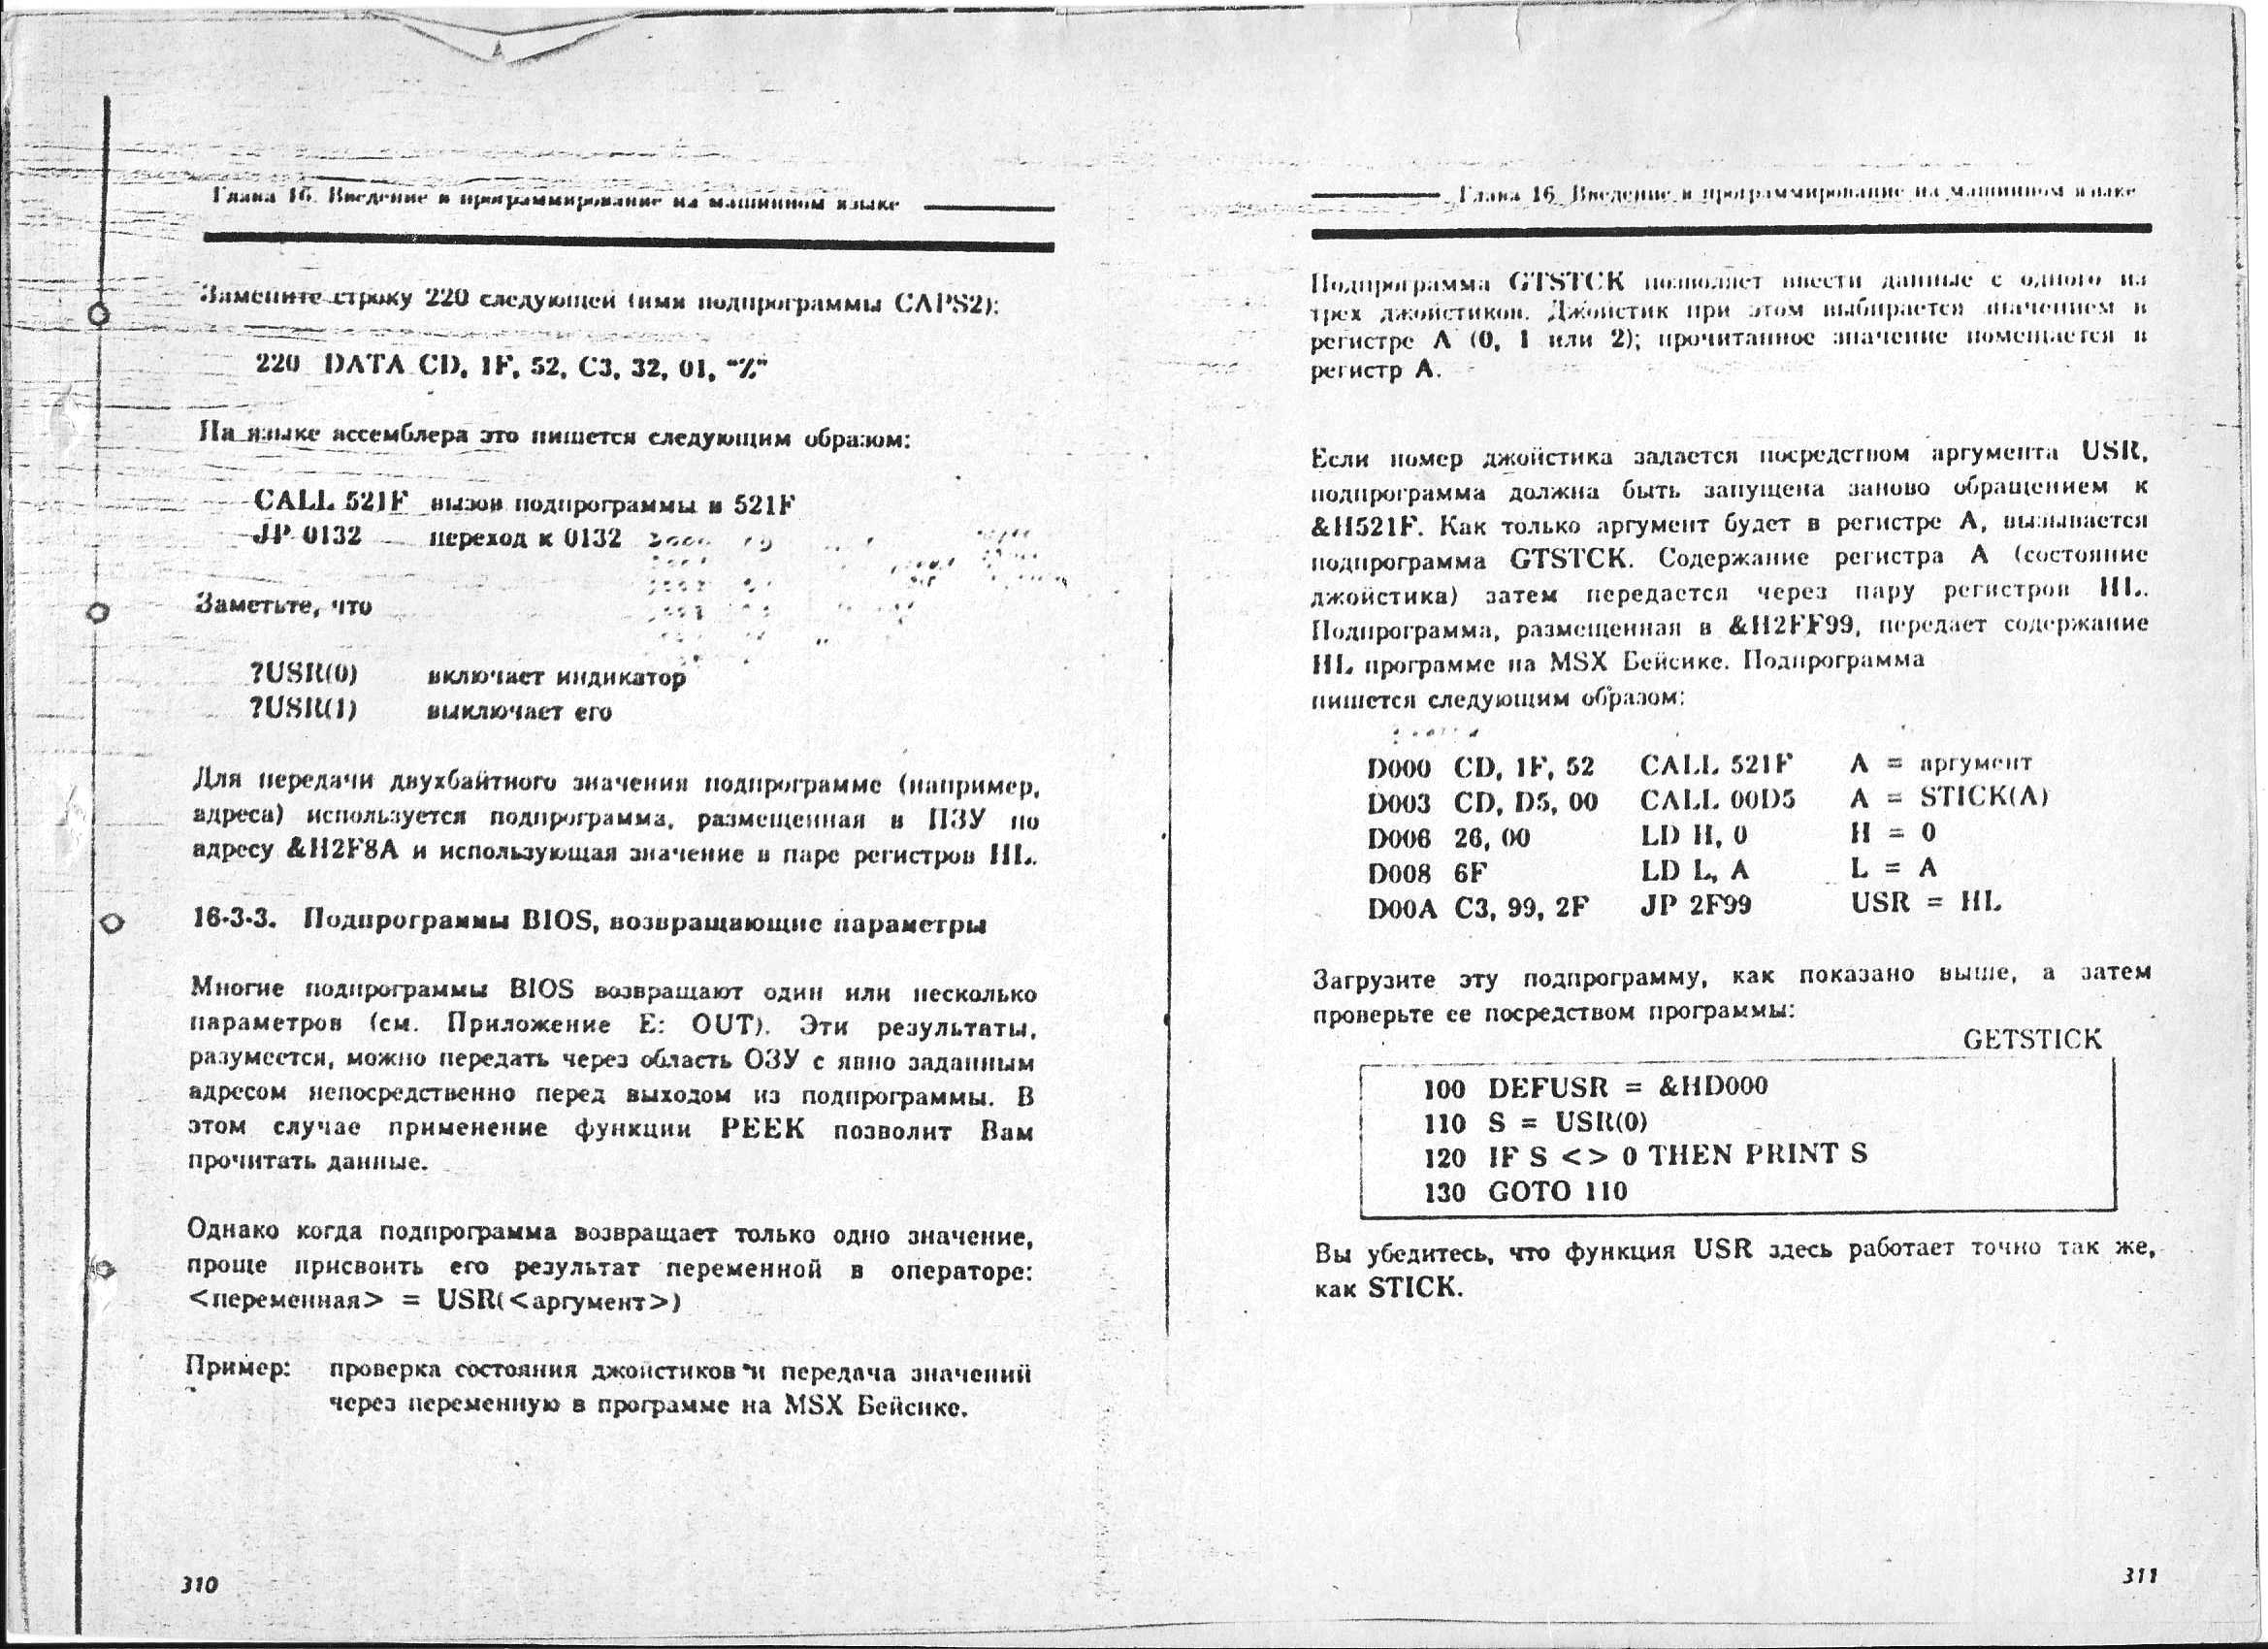 Глава 16. Введение в программирование на машинном языке
Замените строку 220 следующей (имя подпрограммы CAPS2):
220 DATA CD, 1F, 52, C3, 32, 01, "Z"
На языке ассемблера это пишется следующим образом:
CALL 521F вызов подпрограммы в 521F
JP 0132 переход к 0132
Заметьте, что
?USR(0) включает индикатор
?USR(1) выключает его
Для передачи двухбайтного значения подпрограмме (например,
адреса) используется подпрограмма, размещенная в ПЗУ по
адресу &H2F8A и использующая значение в паре регистров HL.
16-3-3. Подпрограммы BIOS, возвращающие параметры
Многие подпрограммы BIOS возвращают один или несколько
параметров (см. Приложение E: OUT). Эти результаты,
разумеется, можно передать через область ОЗУ с явно заданным
адресом непосредственно перед выходом из подпрограммы. В
этом случае применение функции PEEK позволит Вам
прочитать данные.
Однако когда подпрограмма возвращает только одно значение,
проще присвоить его результат переменной в операторе:
<переменная> = USR(<аргумент>)
Пример: проверка состояния джойстиков и передача значений
через переменную в программе на MSX Бейсике.
310
Глава 16. Введение в программирование на машинном языке
Подпрограмма GTSTCK позволяет ввести данные с одного из
трех джойстиков. Джойстик при этом выбирается значением в
регистре A (0, 1 или 2); прочитанное значение помещается в
регистр A.
Если номер джойстика задается посредством аргумента USR,
подпрограмма должна быть запущена заново обращением к
&H521F. Как только аргумент будет в регистре A, вызывается
подпрограмма GTSTCK. Содержание регистра A (состояние
джойстика) затем передается через пару регистров HL.
Подпрограмма, размещенная в &H2FF99, передает содержание
HL программе на MSX Бейсике. Подпрограмма
пишется следующим образом:
D000 CD, 1F, 52 CALL 521F A = аргумент
D003 CD, D5, 00 CALL 00D5 A = STICK(A)
D006 26, 00 LD H, 0 H = 0
D008 6F LD L, A L = A
D00A C3, 99, 2F JP 2F99 USR = HL
Загрузите эту подпрограмму, как показано выше, а затем
проверьте ее посредством программы:
GETSTICK
100 DEFUSR = &HD000
110 S = USR(0)
120 IF S <> 0 THEN PRINT S
130 GOTO 110
Вы убедитесь, что функция USR здесь работает точно так же,
как STICK.
311